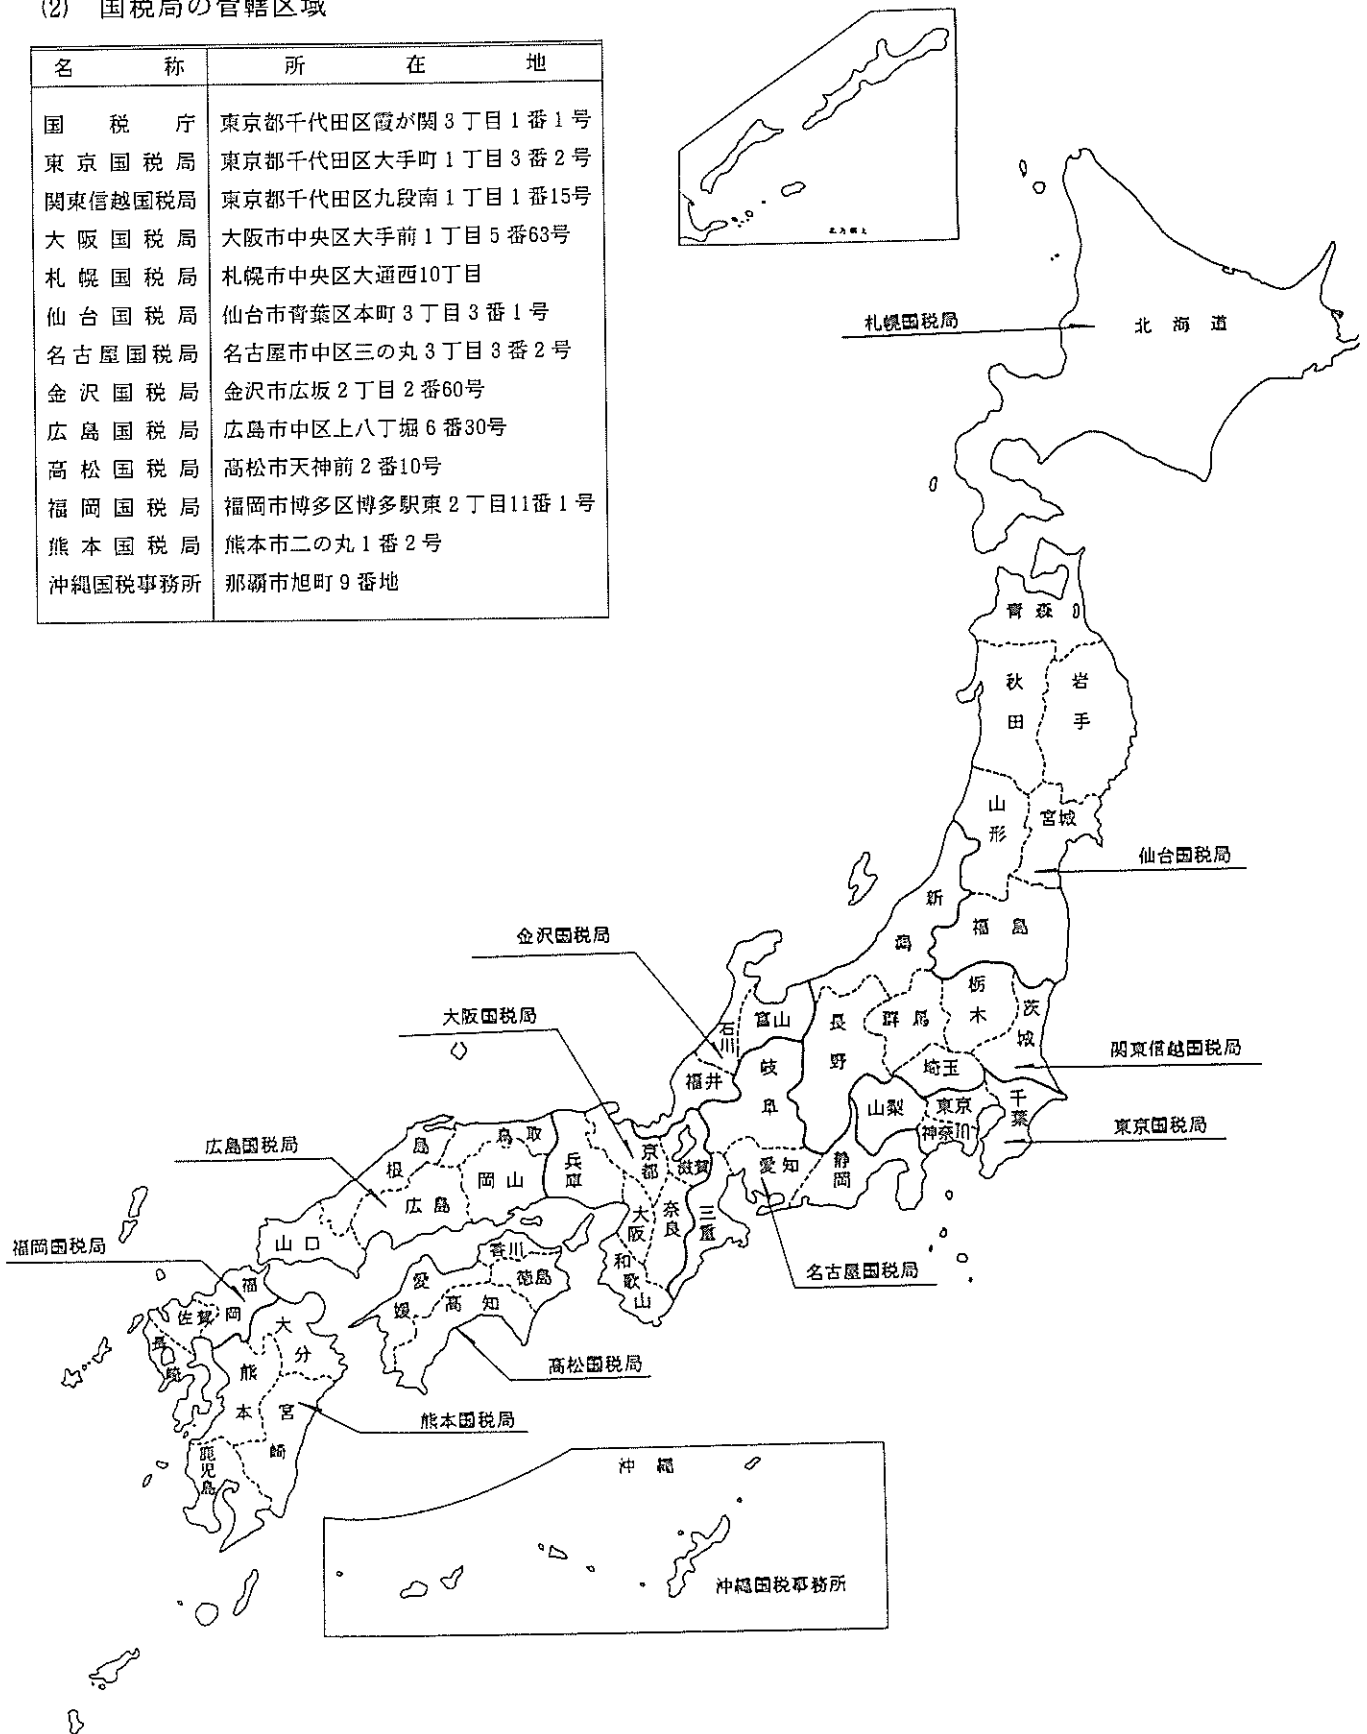 (2) 国税局の管轄区域
名称 所在地
国税庁 東京都千代田区霞が関3丁目1番1号
東京国税局 東京都千代田区大手町1丁目3番2号
関東信越国税局 東京都千代田区九段南1丁目1番15号
大阪国税局 大阪市中央区大手前1丁目5番63号
札幌国税局 札幌市中央区大通西10丁目
仙台国税局 仙台市青葉区本町3丁目3番1号
名古屋国税局 名古屋市中区三の丸3丁目3番2号
金沢国税局 金沢市広坂2丁目2番60号
広島国税局 広島市中区上八丁堀6番30号
高松国税局 高松市天神前2番10号
福岡国税局 福岡市博多区博多駅東2丁目11番1号
熊本国税局 熊本市二の丸1番2号
沖縄国税事務所 那覇市旭町9番地
北方領土
札幌国税局
北海道
青森
秋田
岩手
山形
宮城
仙台国税局
新潟
福島
金沢国税局
栃木
茨城
群馬
大阪国税局
石川
富山
長野
関東信越国税局
埼玉
福井
岐阜
山梨
東京
千葉
神奈川
東京国税局
広島国税局
島根
鳥取
兵庫
京都
滋賀
愛知
静岡
岡山
広島
大阪
奈良
三重
山口
福岡国税局
香川
徳島
和歌山
名古屋国税局
愛媛
高知
福岡
佐賀
大分
長崎
高松国税局
熊本
宮崎
熊本国税局
鹿児島
沖縄
沖縄国税事務所